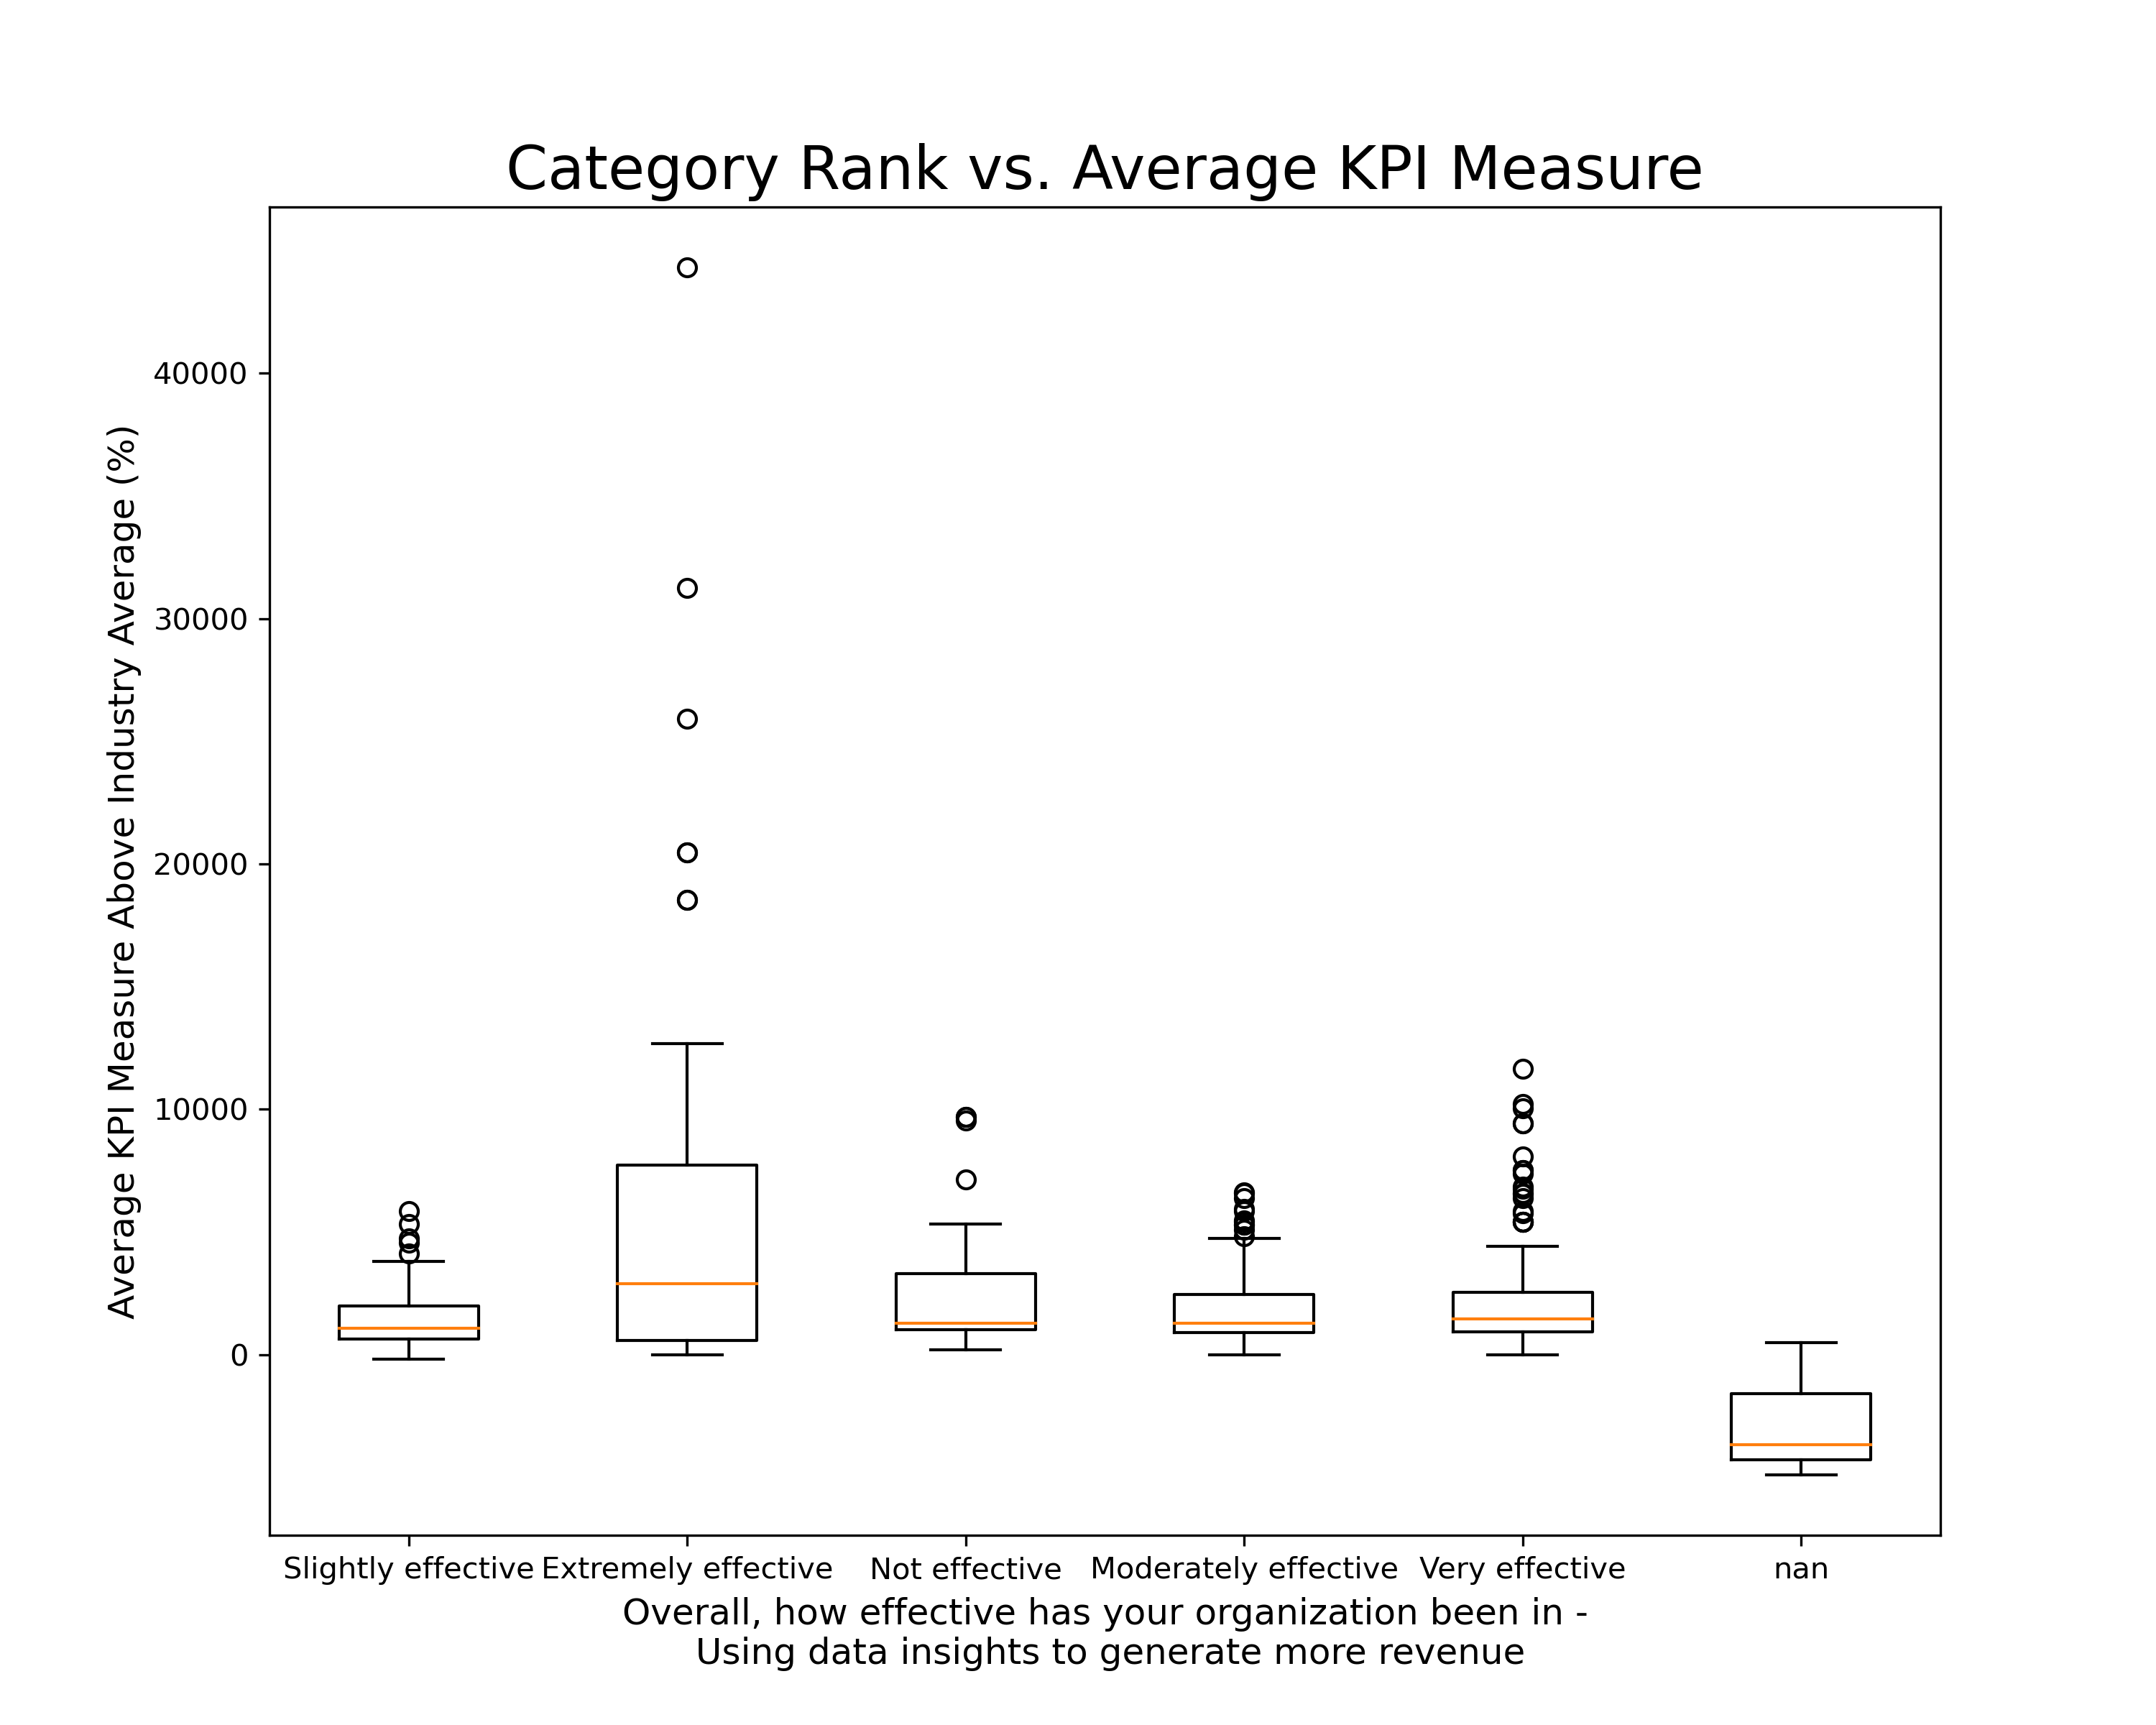 Category Rank vs. Average KPI Measure
Average KPI Measure Above Industry Average (%)
40000
30000
20000
10000
0
Slightly effective Extremely effective Not effective Moderately effective Very effective nan
Overall, how effective has your organization been in -
Using data insights to generate more revenue